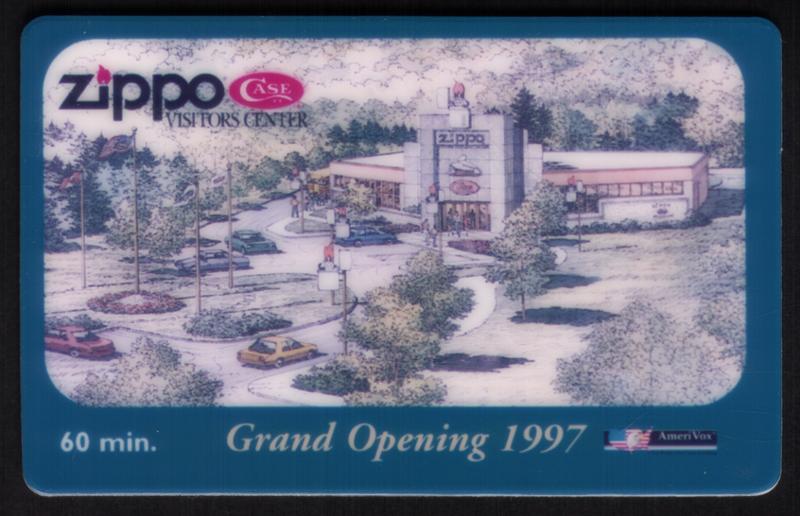 zippo CASE
VISITORS CENTER
zippo
60 min.
Grand Opening 1997
AmeriVox